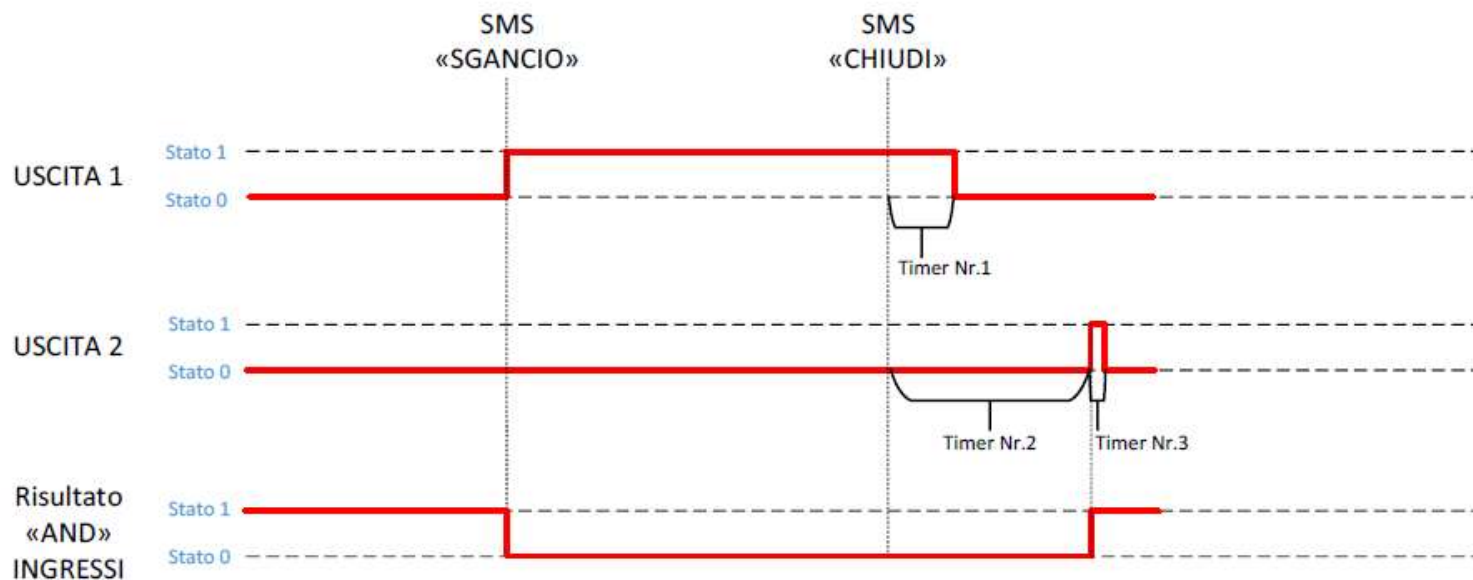 SMS
«SGANCIO»
SMS
«CHIUDI»
USCITA 1
Stato 1
Stato 0
Timer Nr.1
USCITA 2
Stato 1
Stato 0
Timer Nr.2
Timer Nr.3
Risultato
«AND»
INGRESSI
Stato 1
Stato 0